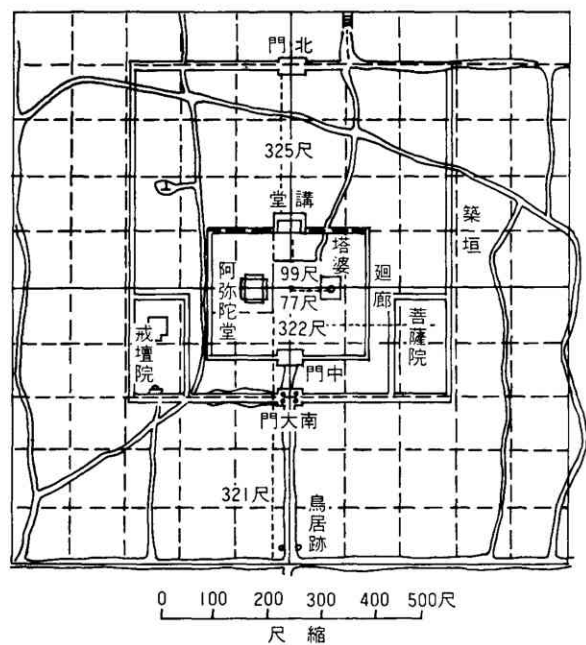 門北
325尺
堂講
築垣
塔婆
99尺
阿弥陀堂
廻廊
77尺
322尺
菩薩院
戒壇院
門中
門大南
321尺
鳥居跡
0 100 200 300 400 500尺
尺縮